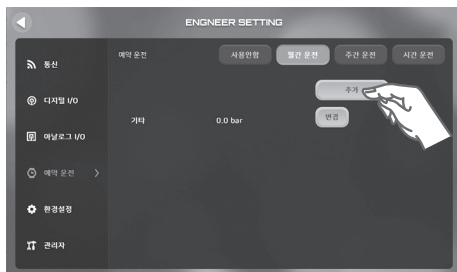 ENGNEER SETTING
예약 운전
사용안함
월간 운전
주간 운전
시간 운전
통신
디지털 I/O
아날로그 I/O
예약 운전
환경설정
관리자
추가
기타
0.0 bar
변경